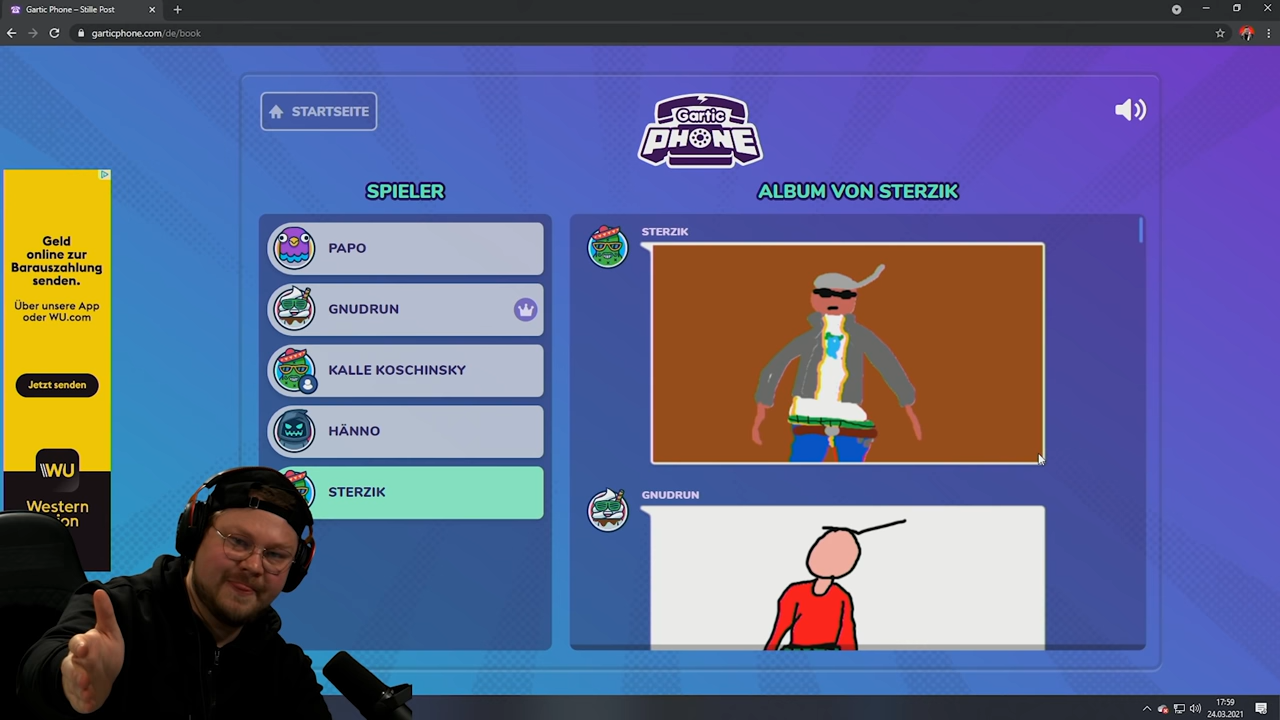 Gartic Phone – Stille Post
garticphone.com/de/book
STARTSEITE
Gartic
PHONE
SPIELER
ALBUM VON STERZIK
PAPO
GNUDRUN
KALLE KOSCHINSKY
HÄNNO
STERZIK
STERZIK
GNUDRUN
Geld
online zur
Barauszahlung
senden.
Über unsere App
oder WU.com
Jetzt senden
WU
Western
17:59
24.03.2021